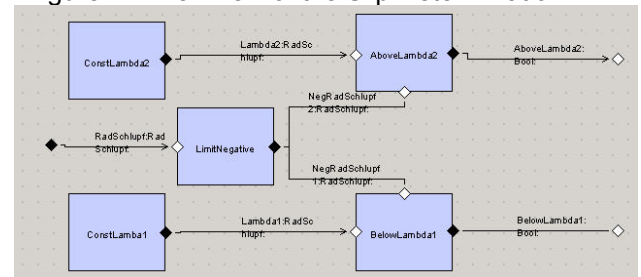 Lambda2:RadSc
hlupf:
AboveLambda2:
Bool:
ConstLambda2
AboveLambda2
NegRadSchlupf
2:RadSchlupf:
RadSchlupf:Rad
Schlupf:
LimitNegative
NegRadSchlupf
1:RadSchlupf:
Lambda1:RadSc
hlupf:
BelowLambda1:
Bool:
ConstLamba1
BelowLambda1